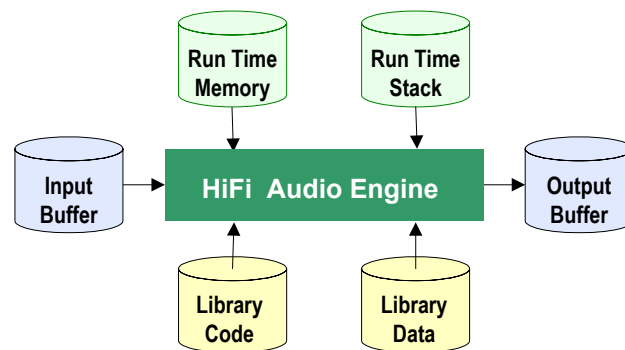 Run Time
Memory
Run Time
Stack
Input
Buffer
HiFi Audio Engine
Output
Buffer
Library
Code
Library
Data